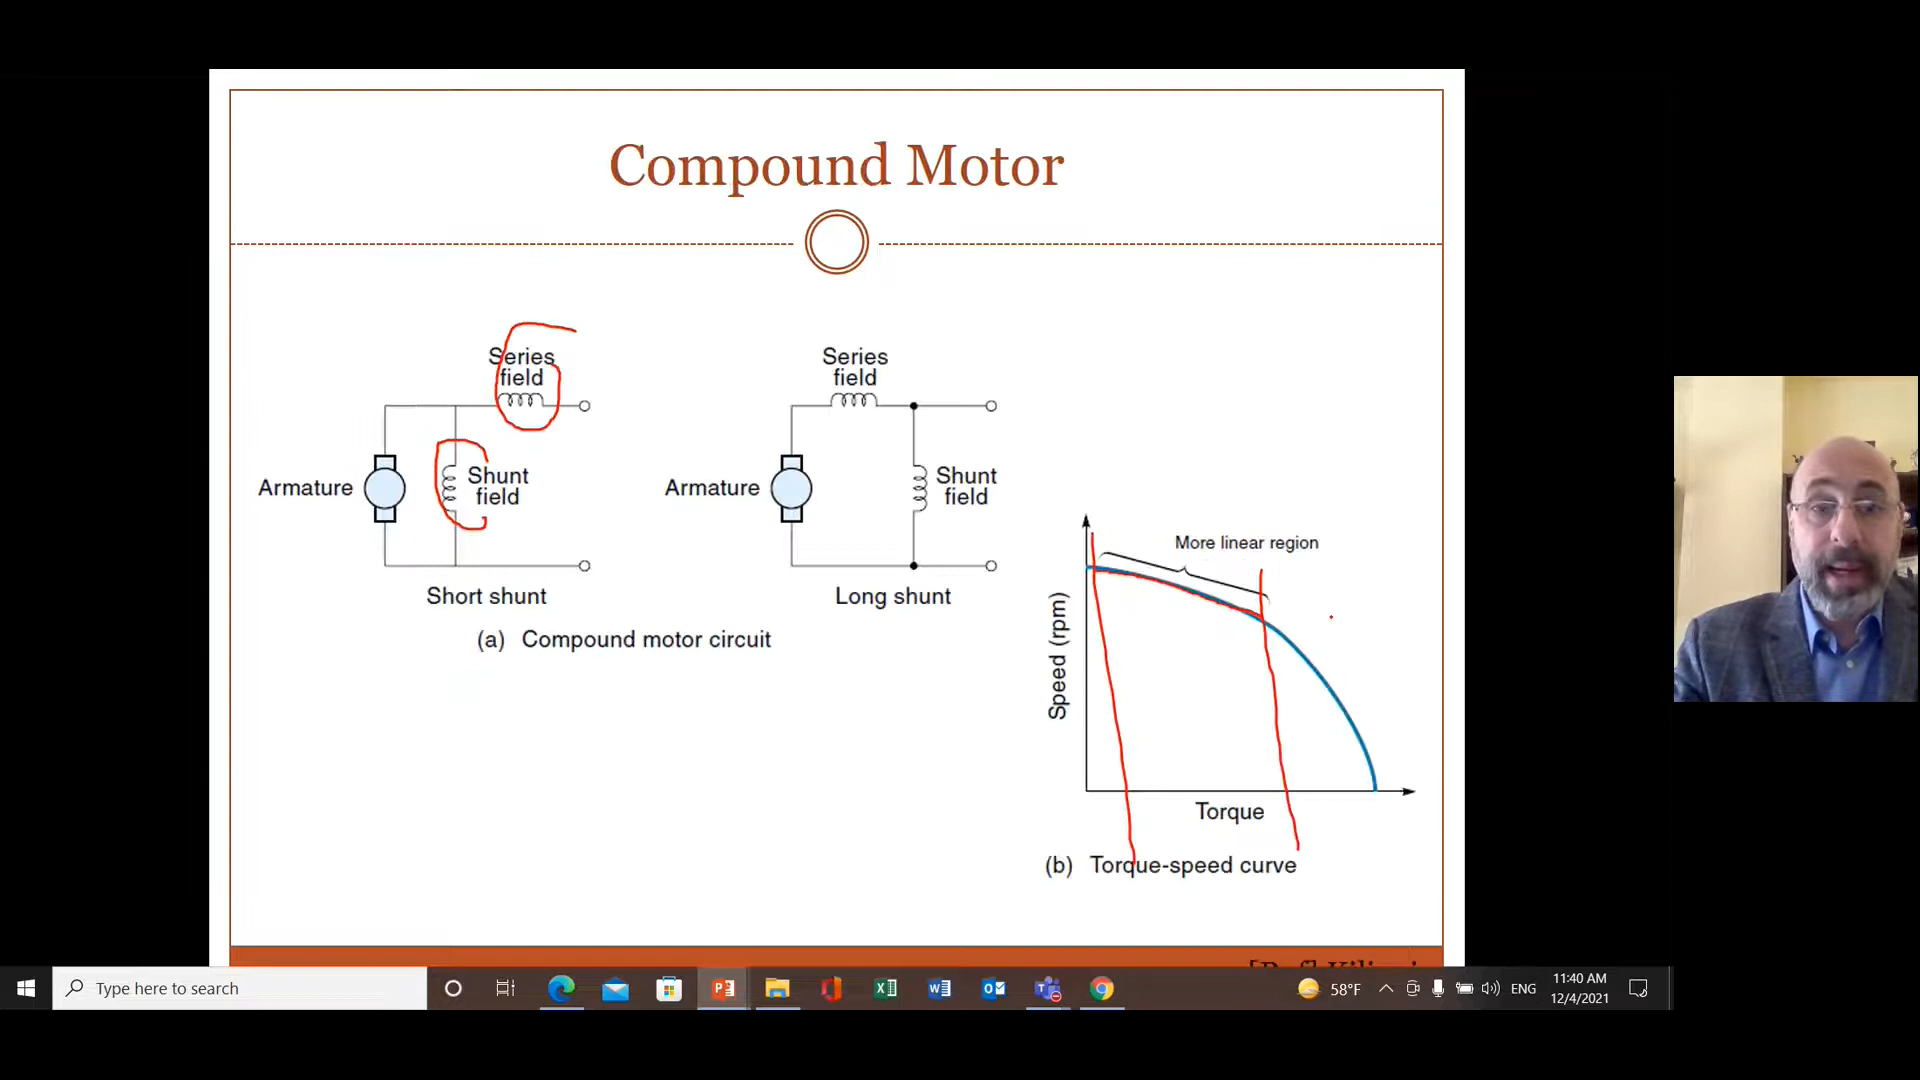 Compound Motor
Series
field
Armature
Shunt
field
Short shunt
Series
field
Armature
Shunt
field
Long shunt
(a) Compound motor circuit
More linear region
Speed (rpm)
Torque
(b) Torque-speed curve
Type here to search
58°F
ENG
11:40 AM
12/4/2021